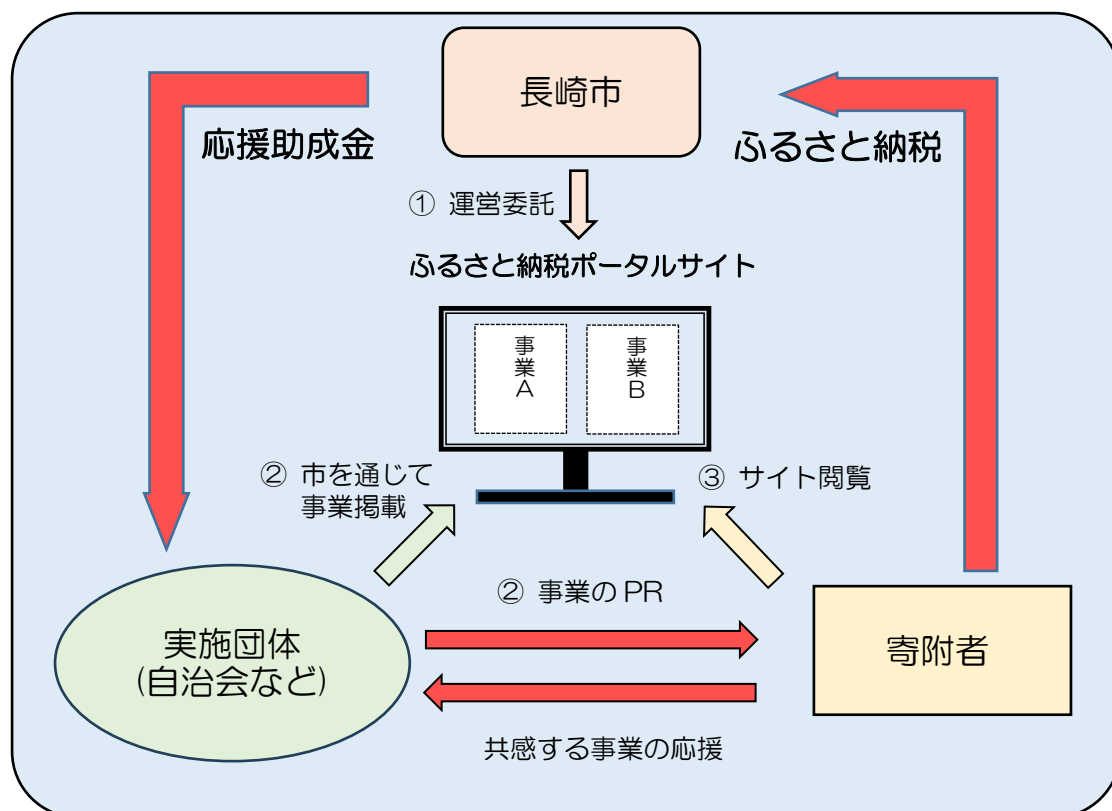 長崎市
応援助成金
ふるさと納税
① 運営委託
ふるさと納税ポータルサイト
事業A
事業B
② 市を通じて
事業掲載
③ サイト閲覧
② 事業のPR
実施団体
(自治会など)
寄附者
共感する事業の応援